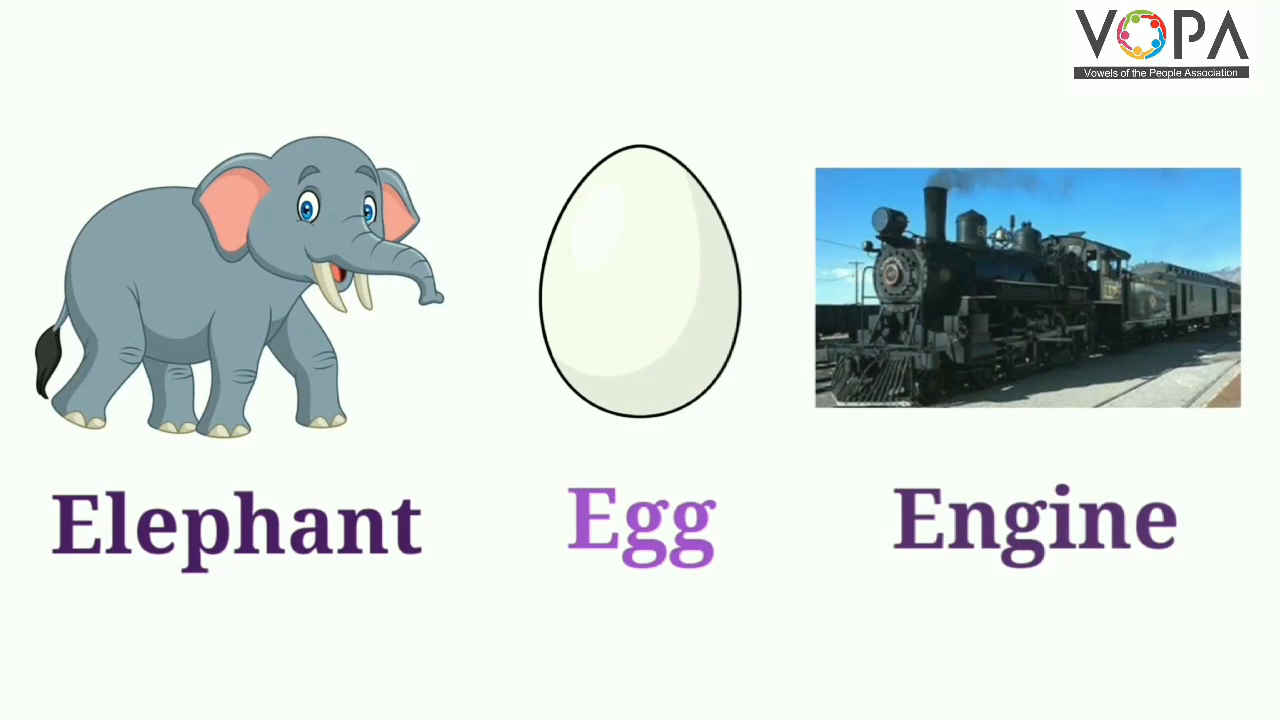 VOPA
Vowels of the People Association
Elephant
Egg
Engine